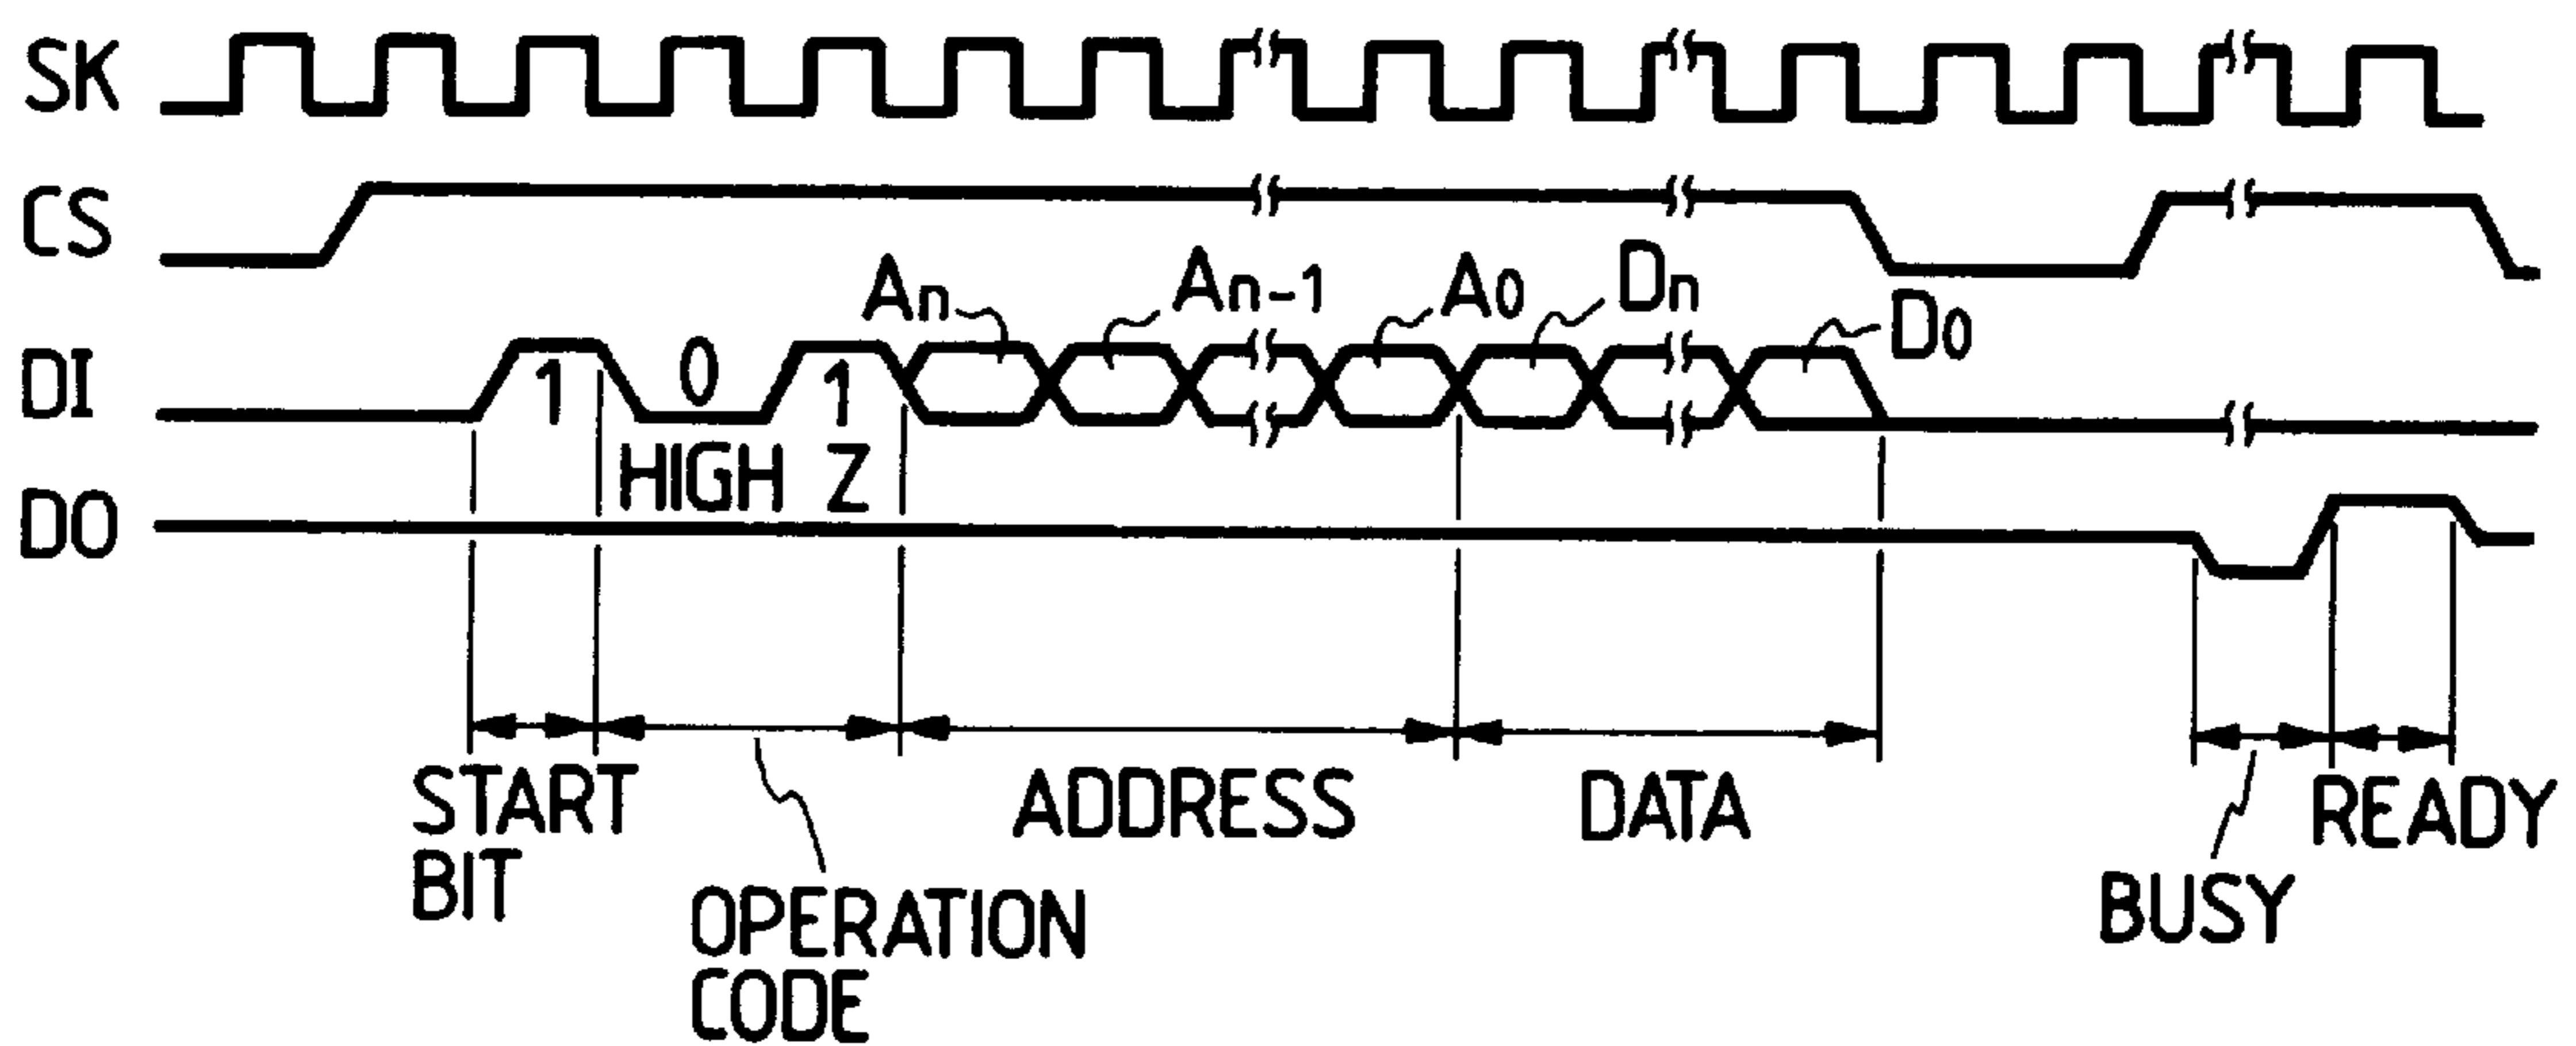 SK
CS
An An-1 A0 Dn D0
DI 1 0 1
HIGH Z
DO
START BIT
OPERATION CODE
ADDRESS
DATA
BUSY
READY